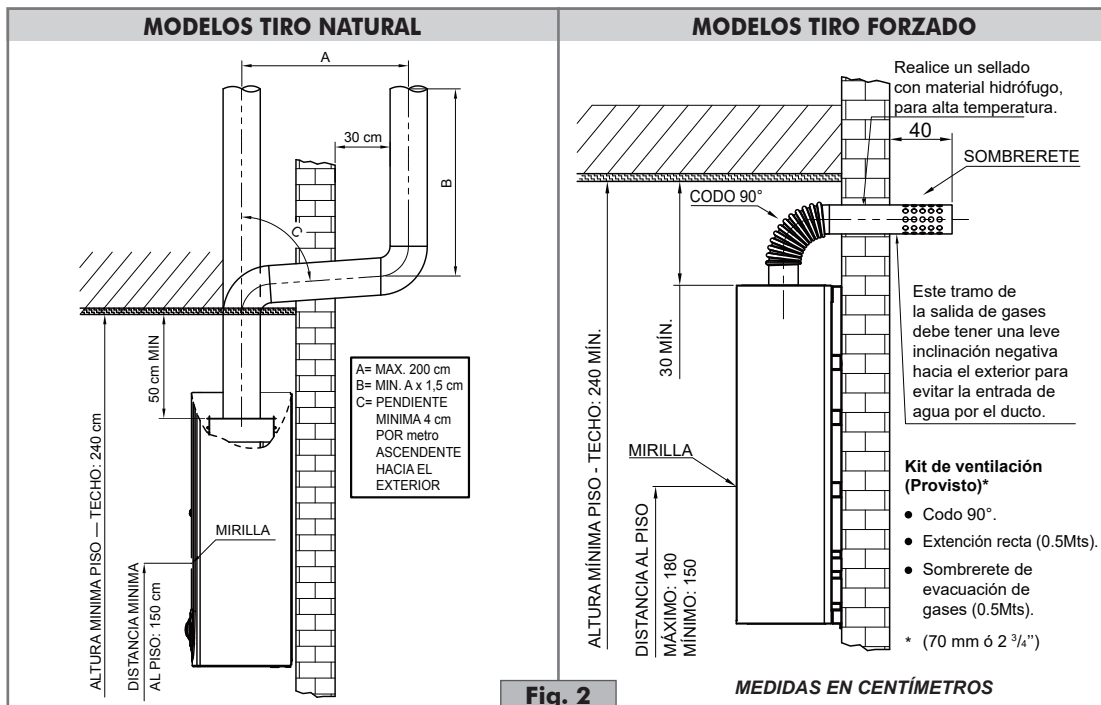 MODELOS TIRO NATURAL
A
30 cm
B
C
50 cm MIN
ALTURA MINIMA PISO — TECHO: 240 cm
A= MAX. 200 cm
B= MIN. A x 1,5 cm
C= PENDIENTE
MINIMA 4 cm
POR metro
ASCENDENTE
HACIA EL
EXTERIOR
MIRILLA
DISTANCIA MINIMA
AL PISO: 150 cm
MODELOS TIRO FORZADO
Realice un sellado
con material hidrófugo,
para alta temperatura.
40
SOMBRERETE
CODO 90°
30 MÍN.
ALTURA MÍNIMA PISO - TECHO: 240 MÍN.
Este tramo de
la salida de gases
debe tener una leve
inclinación negativa
hacia el exterior para
evitar la entrada de
agua por el ducto.
MIRILLA
DISTANCIA AL PISO
MÁXIMO: 180
MÍNIMO: 150
Kit de ventilación
(Provisto)*
• Codo 90°.
• Extención recta (0.5Mts).
• Sombrerete de
evacuación de
gases (0.5Mts).
* (70 mm ó 2 3/4’’)
Fig. 2
MEDIDAS EN CENTÍMETROS